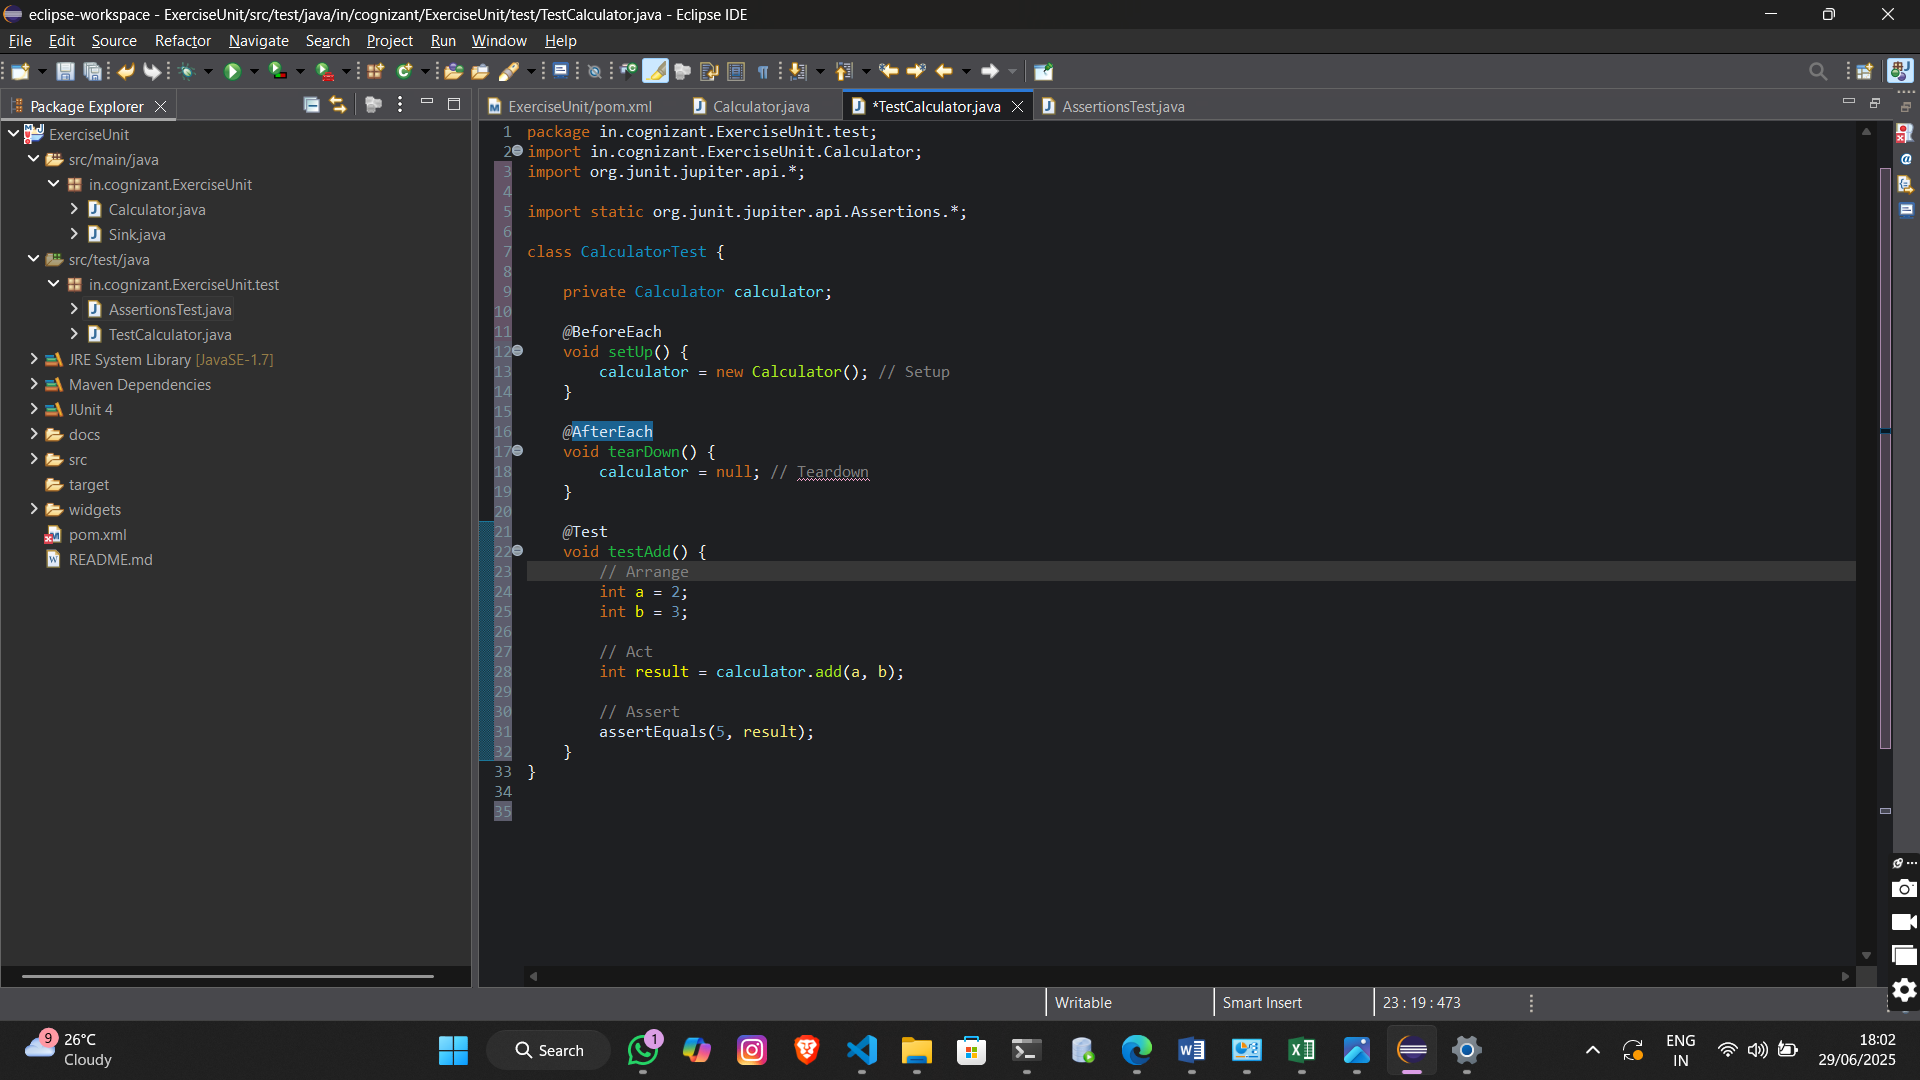 eclipse-workspace - ExerciseUnit/src/test/java/in/cognizant/ExerciseUnit/test/TestCalculator.java - Eclipse IDE
File Edit Source Refactor Navigate Search Project Run Window Help
Package Explorer
ExerciseUnit/pom.xml
Calculator.java
*TestCalculator.java
AssertionsTest.java
ExerciseUnit
src/main/java
in.cognizant.ExerciseUnit
Calculator.java
Sink.java
src/test/java
in.cognizant.ExerciseUnit.test
AssertionsTest.java
TestCalculator.java
JRE System Library [JavaSE-1.7]
Maven Dependencies
JUnit 4
docs
src
target
widgets
pom.xml
README.md
1 package in.cognizant.ExerciseUnit.test;
2 import in.cognizant.ExerciseUnit.Calculator;
3 import org.junit.jupiter.api.*;
4
5 import static org.junit.jupiter.api.Assertions.*;
6
7 class CalculatorTest {
8
9 private Calculator calculator;
10
11 @BeforeEach
12 void setUp() {
13 calculator = new Calculator(); // Setup
14 }
15
16 @AfterEach
17 void tearDown() {
18 calculator = null; // Teardown
19 }
20
21 @Test
22 void testAdd() {
23 // Arrange
24 int a = 2;
25 int b = 3;
26
27 // Act
28 int result = calculator.add(a, b);
29
30 // Assert
31 assertEquals(5, result);
32 }
33 }
34
35
Writable
Smart Insert
23 : 19 : 473
9
26°C
Cloudy
Search
1
ENG
IN
18:02
29/06/2025